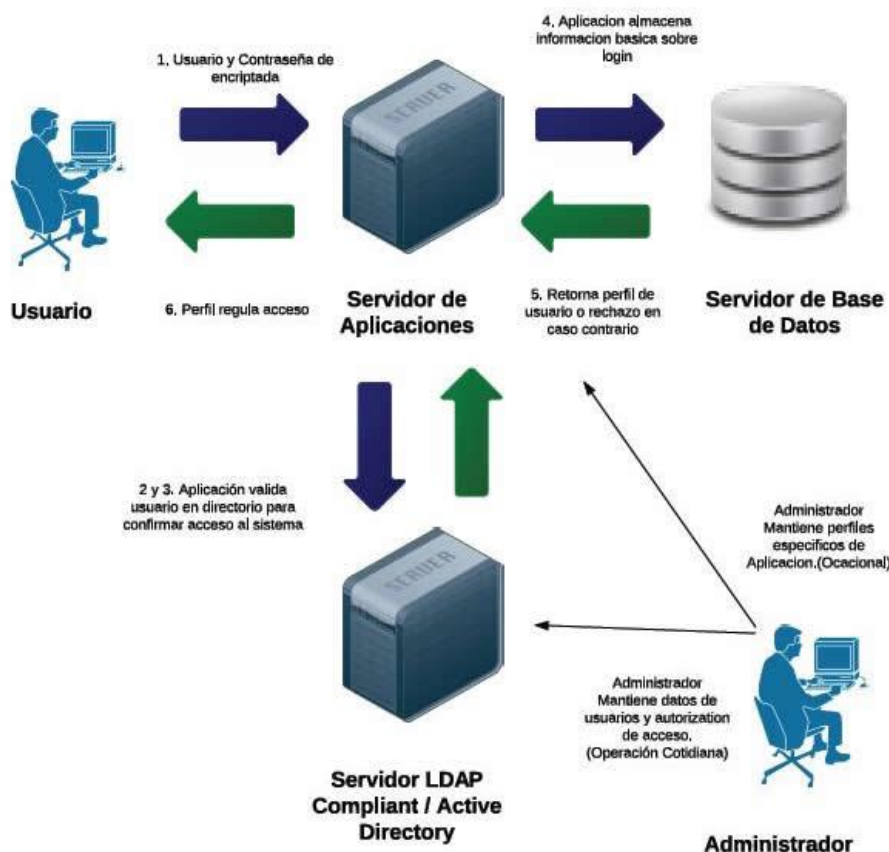 1. Usuario y Contraseña de
encriptada
4. Aplicacion almacena
informacion basica sobre
login
SERVER
Usuario
6. Perfil regula acceso
Servidor de
Aplicaciones
5. Retorna perfil de
usuario o rechazo en
caso contrario
Servidor de Base
de Datos
2 y 3. Aplicación valida
usuario en directorio para
confirmar acceso al sistema
Administrador
Mantiene perfiles
especificos de
Aplicacion.(Ocacional)
SERVER
Administrador
Mantiene datos de
usuarios y autorization
de acceso.
(Operación Cotidiana)
Servidor LDAP
Compliant / Active
Directory
Administrador